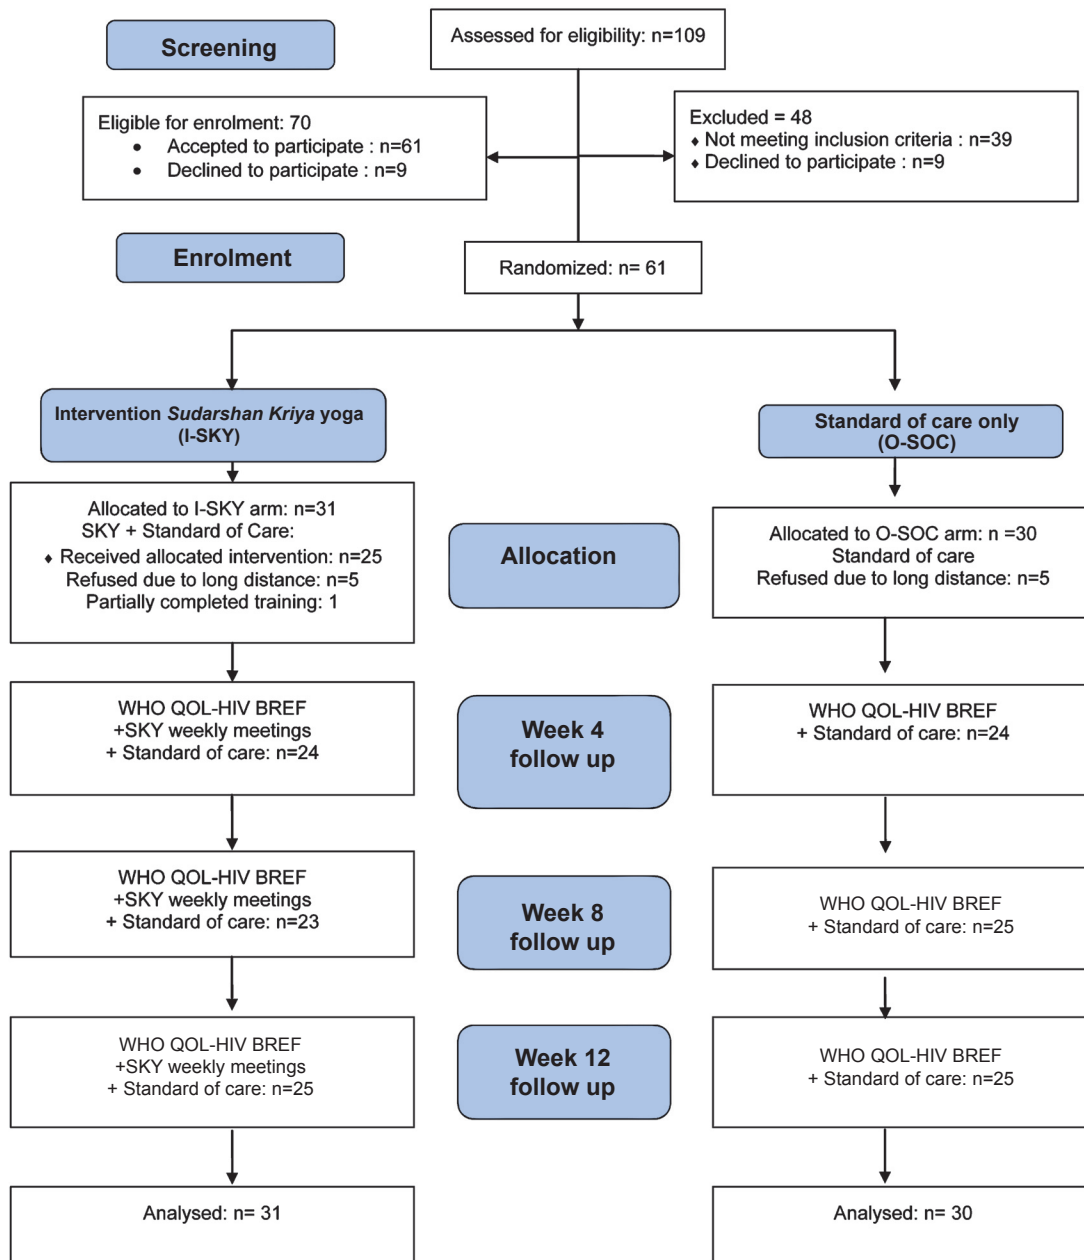 Screening
Assessed for eligibility: n=109
Eligible for enrolment: 70
• Accepted to participate : n=61
• Declined to participate : n=9
Excluded = 48
♦ Not meeting inclusion criteria : n=39
♦ Declined to participate : n=9
Enrolment
Randomized: n= 61
Intervention Sudarshan Kriya yoga
(I-SKY)
Standard of care only
(O-SOC)
Allocated to I-SKY arm: n=31
SKY + Standard of Care:
♦ Received allocated intervention: n=25
Refused due to long distance: n=5
Partially completed training: 1
Allocation
Allocated to O-SOC arm: n =30
Standard of care
Refused due to long distance: n=5
WHO QOL-HIV BREF
+SKY weekly meetings
+ Standard of care: n=24
Week 4
follow up
WHO QOL-HIV BREF
+ Standard of care: n=24
WHO QOL-HIV BREF
+SKY weekly meetings
+ Standard of care: n=23
Week 8
follow up
WHO QOL-HIV BREF
+ Standard of care: n=25
WHO QOL-HIV BREF
+SKY weekly meetings
+ Standard of care: n=25
Week 12
follow up
WHO QOL-HIV BREF
+ Standard of care: n=25
Analysed: n= 31
Analysed: n= 30